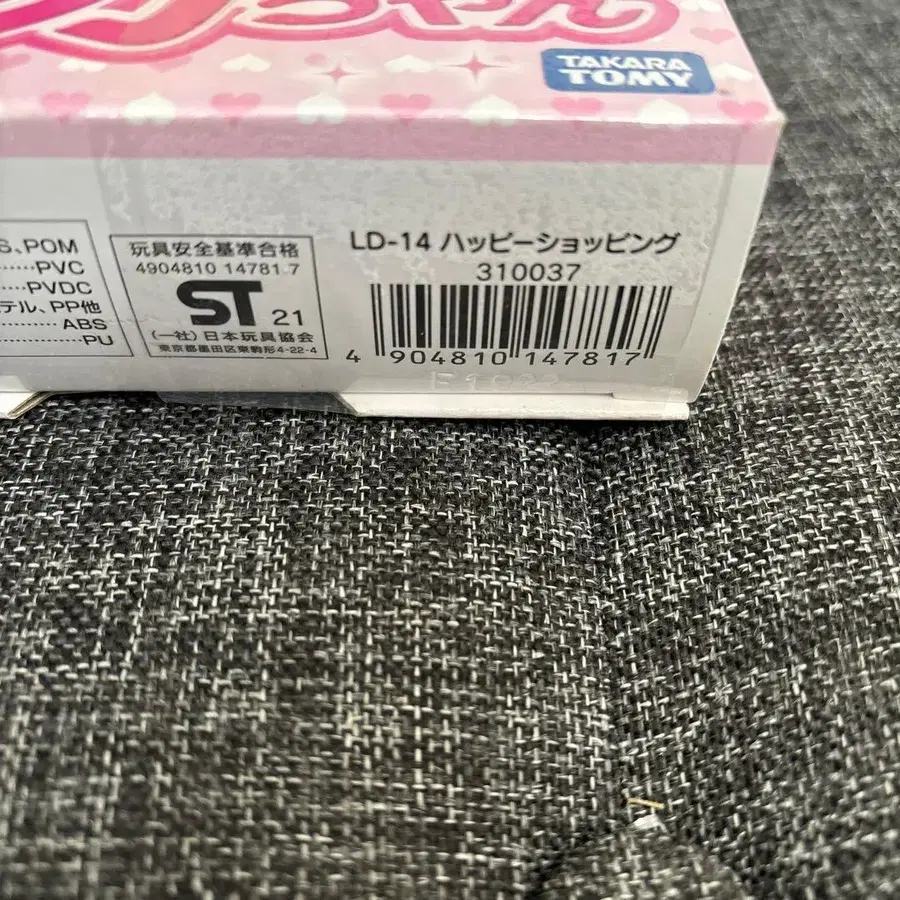 ちゃん
TAKARA
TOMY
S、POM
……PVC
……PVDC
テル、PP他
……ABS
PU
玩具安全基準合格
4904810 14781.7
ST 21
(一社)日本玩具協会
東京都墨田区東駒形4-22-4
LD-14 ハッピーショッピング
310037
4 904810 147817